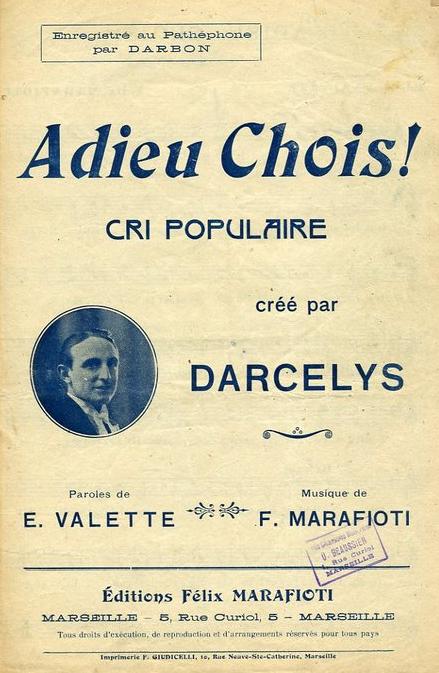 Enregistré au Pathéphone
par DARBON
Adieu Chois!
CRI POPULAIRE
créé par
DARCELYS
Paroles de
E. VALETTE
Musique de
F. MARAFIOTI
D. BEAUSSIER
1, Rue Curiol
MARSEILLE
Éditions Félix MARAFIOTI
MARSEILLE – 5, Rue Curiol, 5 – MARSEILLE
Tous droits d'exécution, de reproduction et d'arrangements réservés pour tous pays
Imprimerie F. GIUDICELLI, 10, Rue Neuve-Ste-Catherine, Marseille